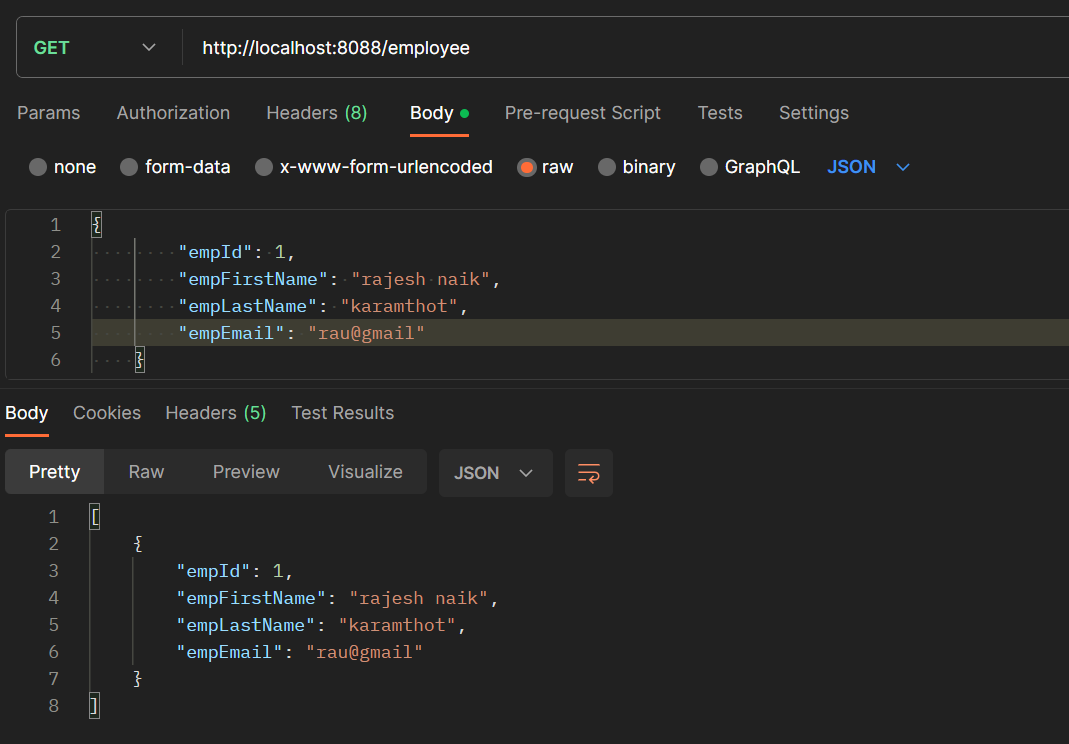 GET http://localhost:8088/employee
Params Authorization Headers (8) Body Pre-request Script Tests Settings
none form-data x-www-form-urlencoded raw binary GraphQL JSON
1 {
2 "empId": 1,
3 "empFirstName": "rajesh naik",
4 "empLastName": "karamthot",
5 "empEmail": "rau@gmail"
6 }
Body Cookies Headers (5) Test Results
Pretty Raw Preview Visualize JSON
1 [
2 {
3 "empId": 1,
4 "empFirstName": "rajesh naik",
5 "empLastName": "karamthot",
6 "empEmail": "rau@gmail"
7 }
8 ]